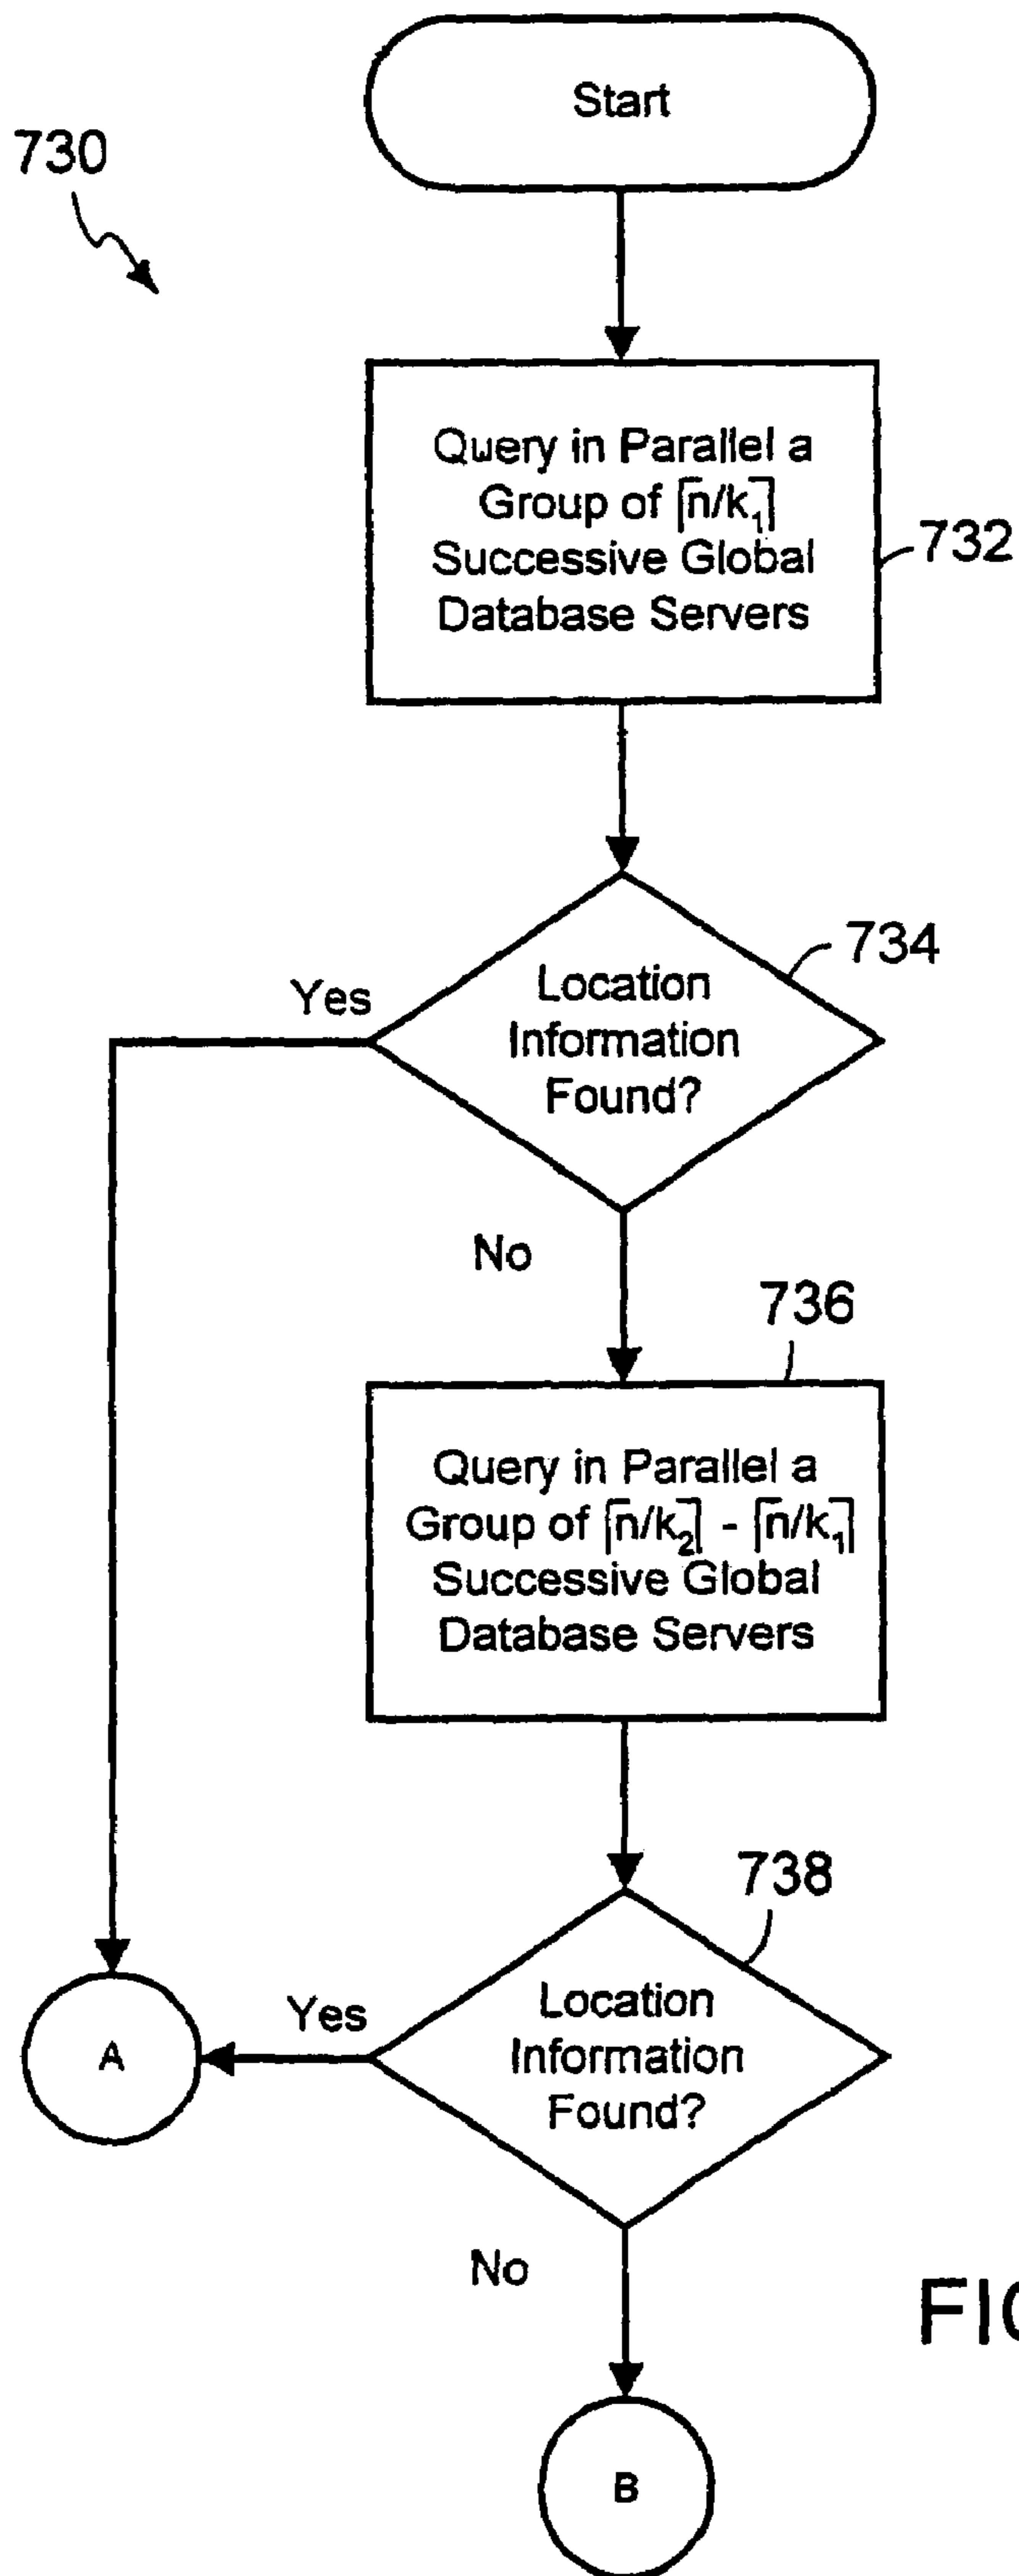 Start
730
Query in Parallel a
Group of ⌈n/k₁⌉
Successive Global
Database Servers
732
734
Yes
Location
Information
Found?
No
736
Query in Parallel a
Group of ⌈n/k₂⌉ - ⌈n/k₁⌉
Successive Global
Database Servers
738
Yes
Location
Information
Found?
A
No
B